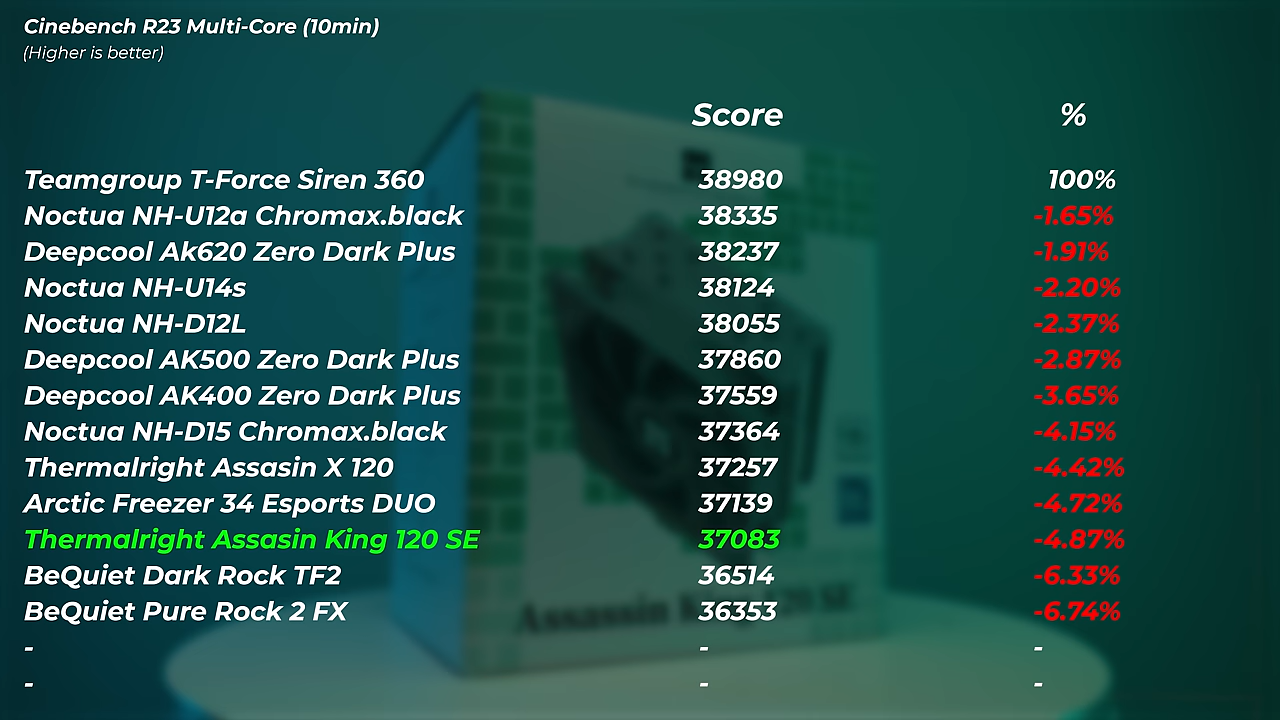 Cinebench R23 Multi-Core (10min)
(Higher is better)
Score %
Teamgroup T-Force Siren 360 38980 100%
Noctua NH-U12a Chromax.black 38335 -1.65%
Deepcool Ak620 Zero Dark Plus 38237 -1.91%
Noctua NH-U14s 38124 -2.20%
Noctua NH-D12L 38055 -2.37%
Deepcool AK500 Zero Dark Plus 37860 -2.87%
Deepcool AK400 Zero Dark Plus 37559 -3.65%
Noctua NH-D15 Chromax.black 37364 -4.15%
Thermalright Assasin X 120 37257 -4.42%
Arctic Freezer 34 Esports DUO 37139 -4.72%
Thermalright Assasin King 120 SE 37083 -4.87%
BeQuiet Dark Rock TF2 36514 -6.33%
BeQuiet Pure Rock 2 FX 36353 -6.74%
- - -
- - -
Assassin King 120 SE